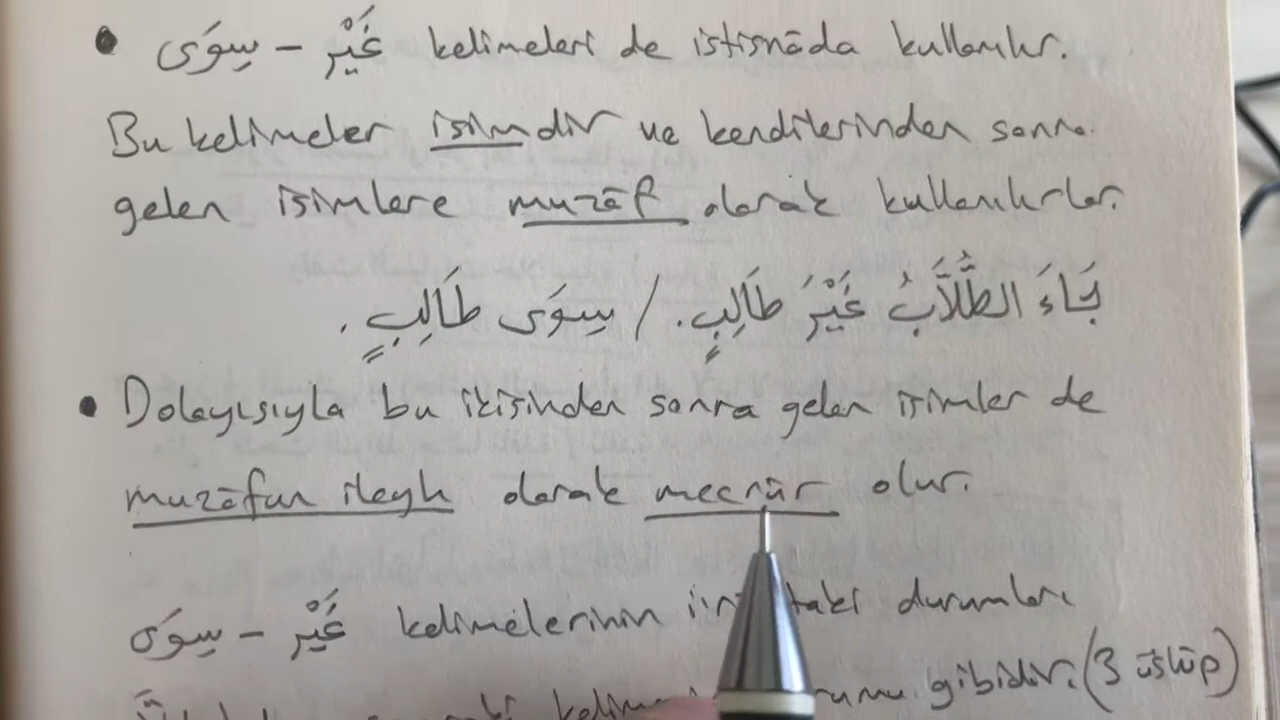 • غَيْرَ – سِوَى kelimeleri de istisnāda kullanılır.
Bu kelimeler isimdir ve kendilerinden sonra
gelen isimlere muzāf olarak kullanılırlar.
جَاءَ الطُّلَّابُ غَيْرَ طَالِبٍ. / سِوَى طَالِبٍ.
• Dolayısıyla bu ikisinden sonra gelen isimler de
muzāfun ileyh olarak mecrūr olur.
غَيْرَ – سِوَى kelimelerinin durumları
gibidir. (3 üslüp)